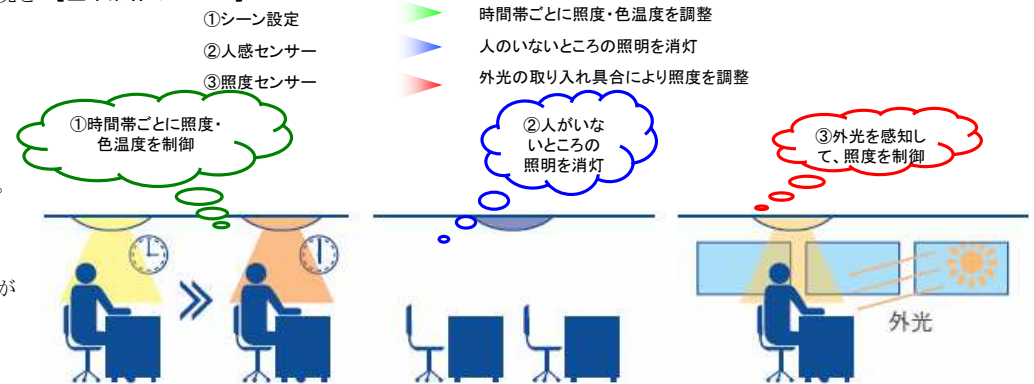 ①シーン設定
時間帯ごとに照度・色温度を調整
②人感センサー
人のいないところの照明を消灯
③照度センサー
外光の取り入れ具合により照度を調整
①時間帯ごとに照度・
色温度を制御
②人がいな
いところの
照明を消灯
③外光を感知し
て、照度を制御
。
が
外光